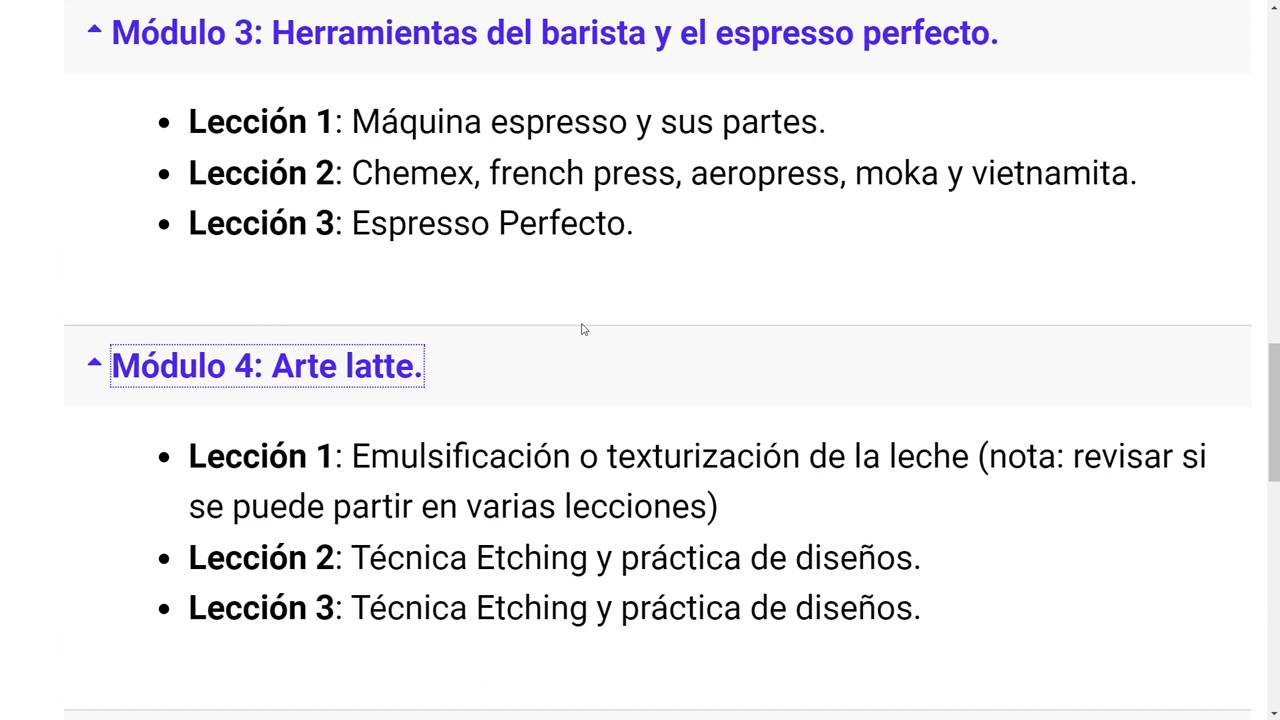 Módulo 3: Herramientas del barista y el espresso perfecto.
Lección 1: Máquina espresso y sus partes.
Lección 2: Chemex, french press, aeropress, moka y vietnamita.
Lección 3: Espresso Perfecto.
Módulo 4: Arte latte.
Lección 1: Emulsificación o texturización de la leche (nota: revisar si
se puede partir en varias lecciones)
Lección 2: Técnica Etching y práctica de diseños.
Lección 3: Técnica Etching y práctica de diseños.